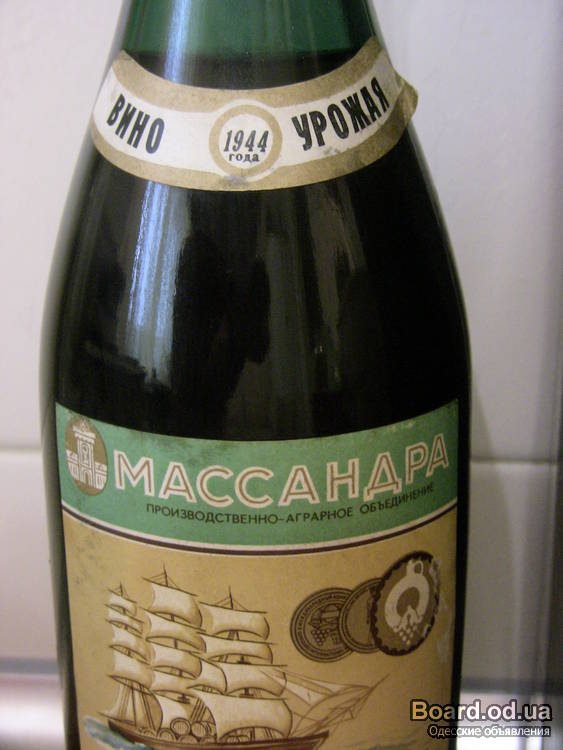 ВИНО 1944 УРОЖАЯ
года
МАССАНДРА
ПРОИЗВОДСТВЕННО-АГРАРНОЕ ОБЪЕДИНЕНИЕ
Board.od.ua
Одесские объявления